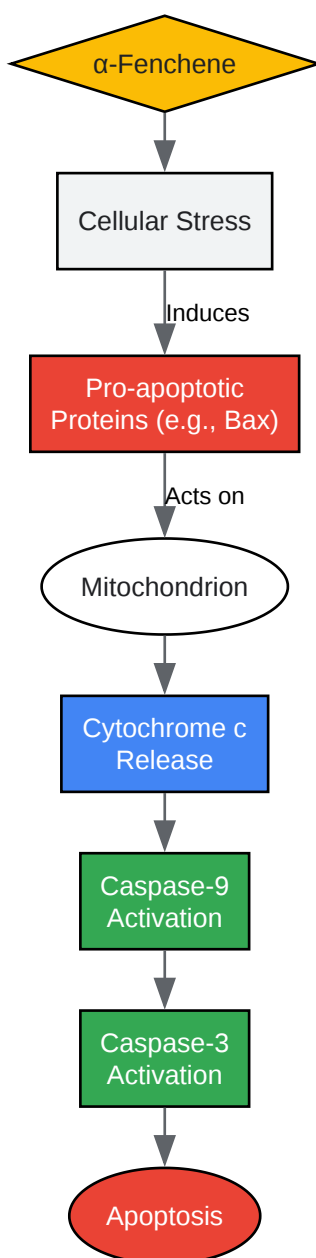 α-Fenchene
Cellular Stress
Induces
Pro-apoptotic
Proteins (e.g., Bax)
Acts on
Mitochondrion
Cytochrome c
Release
Caspase-9
Activation
Caspase-3
Activation
Apoptosis